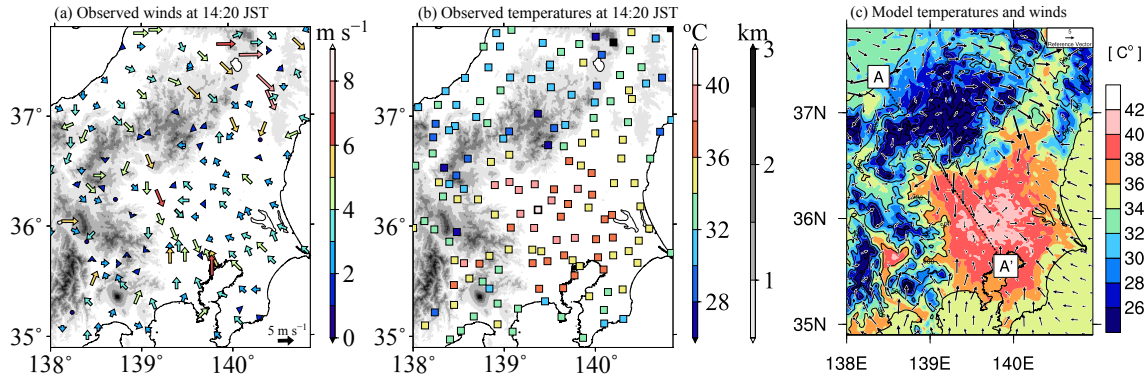 (a) Observed winds at 14:20 JST
m s⁻¹
(b) Observed temperatures at 14:20 JST
°C
km
(c) Model temperatures and winds
[ C° ]
5
Reference Vector
A
A'
37°
36°
35°
138
139
140
5 m s⁻¹
8
6
4
2
0
138
139
140
40
36
32
28
3
2
1
37N
36N
35N
138E
139E
140E
42
40
38
36
34
32
30
28
26